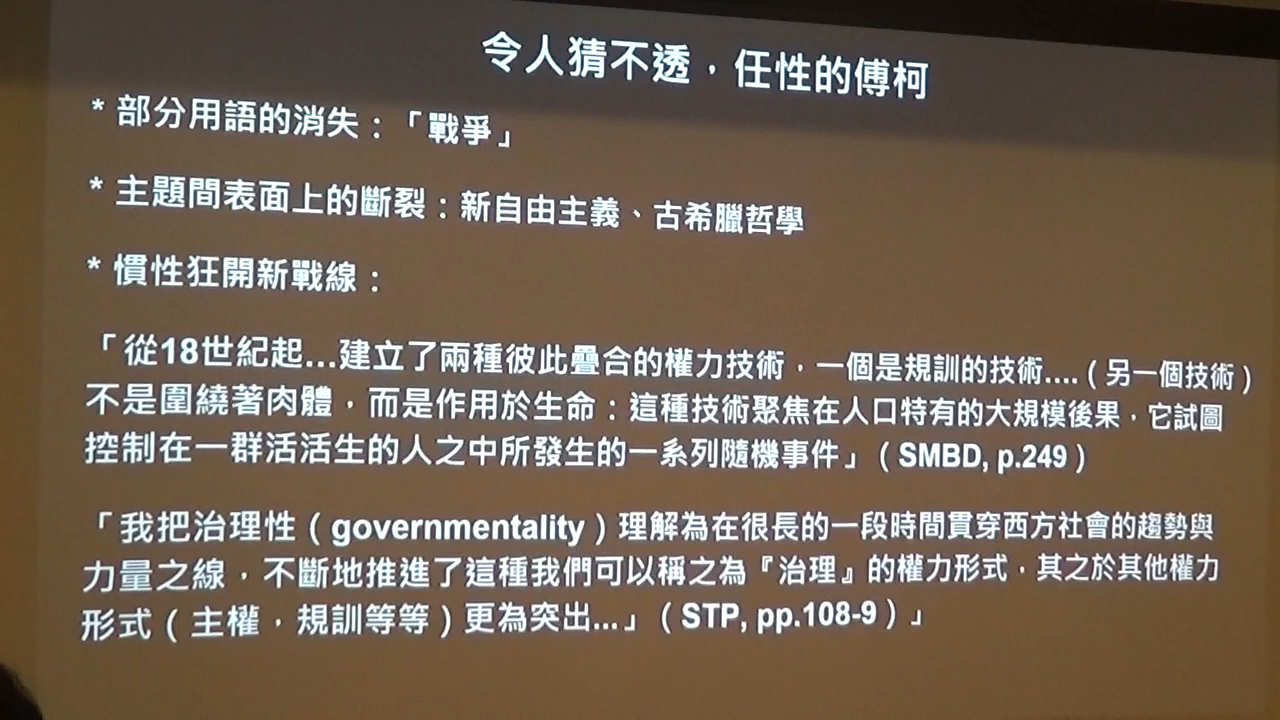 令人猜不透，任性的傅柯
* 部分用語的消失：「戰爭」
* 主題間表面上的斷裂：新自由主義、古希臘哲學
* 慣性狂開新戰線：
「從18世紀起...建立了兩種彼此疊合的權力技術，一個是規訓的技術....（另一個技術）
不是圍繞著肉體，而是作用於生命：這種技術聚焦在人口特有的大規模後果，它試圖
控制在一群活活生的人之中所發生的一系列隨機事件」（SMBD, p.249）
「我把治理性（governmentality）理解為在很長的一段時間貫穿西方社會的趨勢與
力量之線，不斷地推進了這種我們可以稱之為『治理』的權力形式，其之於其他權力
形式（主權，規訓等等）更為突出...」（STP, pp.108-9）」